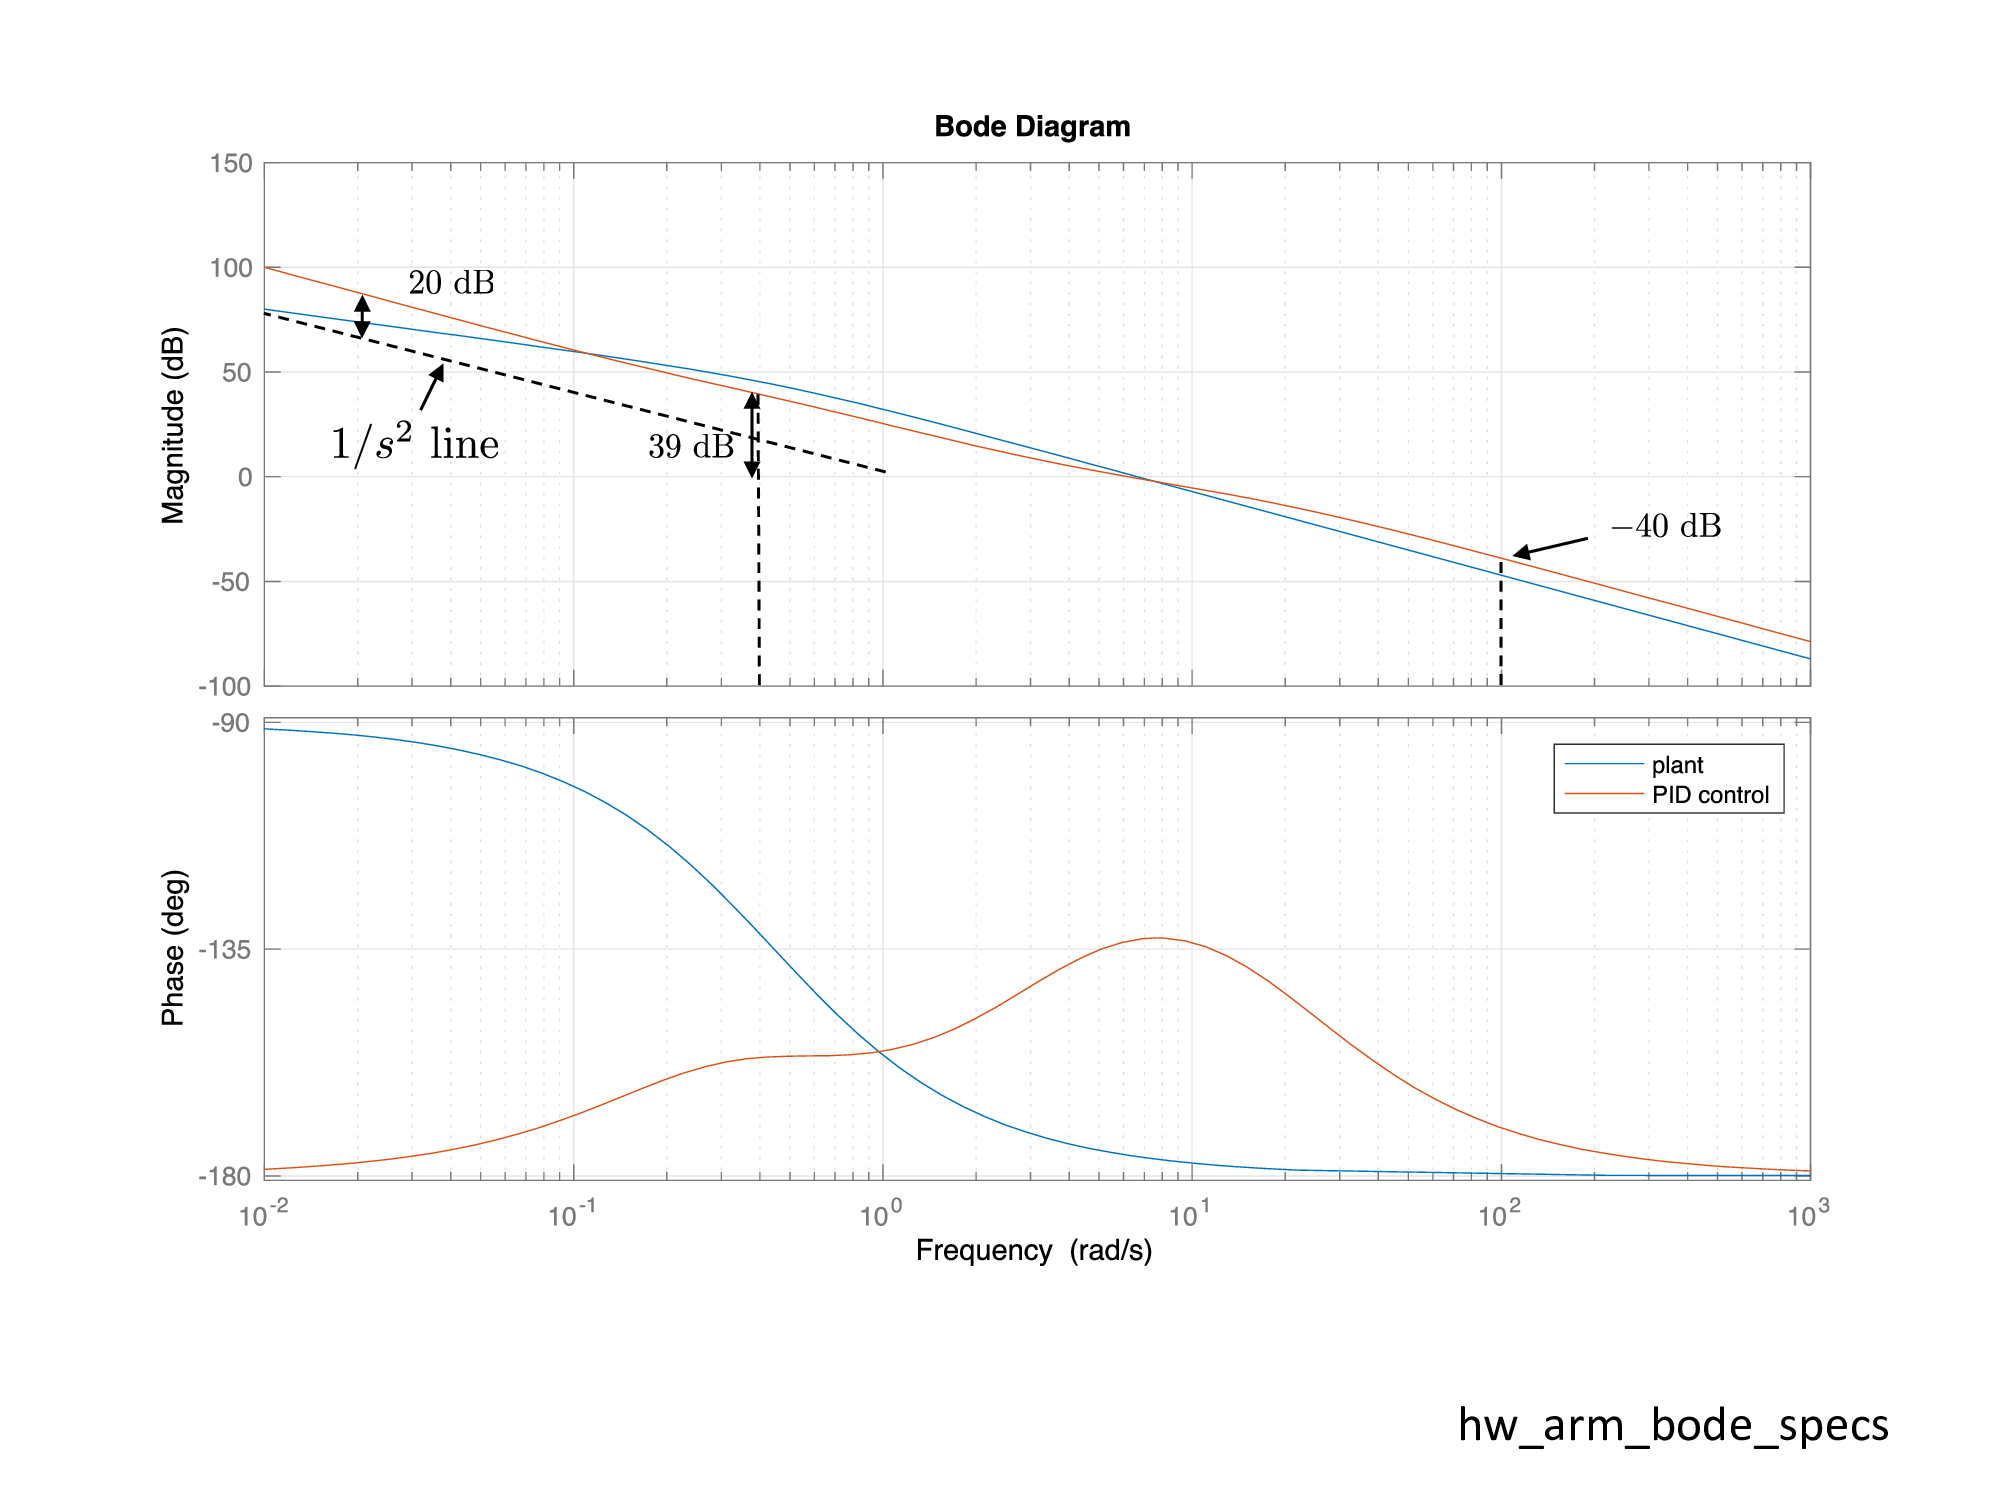 Bode Diagram
150
100
50
0
-50
-100
Magnitude (dB)
20 dB
1/s² line
39 dB
−40 dB
-90
-135
-180
Phase (deg)
plant
PID control
10⁻² 10⁻¹ 10⁰ 10¹ 10² 10³
Frequency (rad/s)
hw_arm_bode_specs